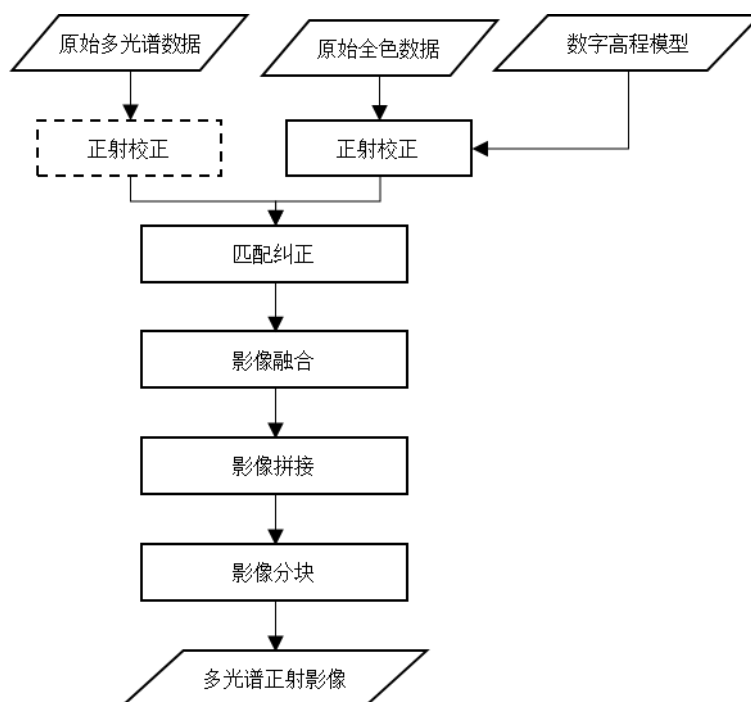 原始多光谱数据
原始全色数据
数字高程模型
正射校正
正射校正
匹配纠正
影像融合
影像拼接
影像分块
多光谱正射影像